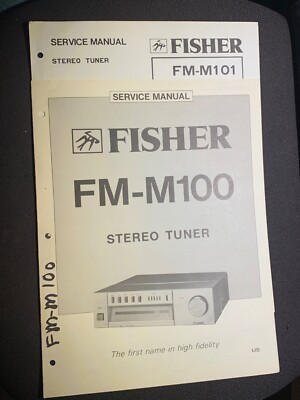 SERVICE MANUAL
STEREO TUNER
FISHER
FM-M101
SERVICE MANUAL
FISHER
FM-M100
STEREO TUNER
FM-M100
The first name in high fidelity